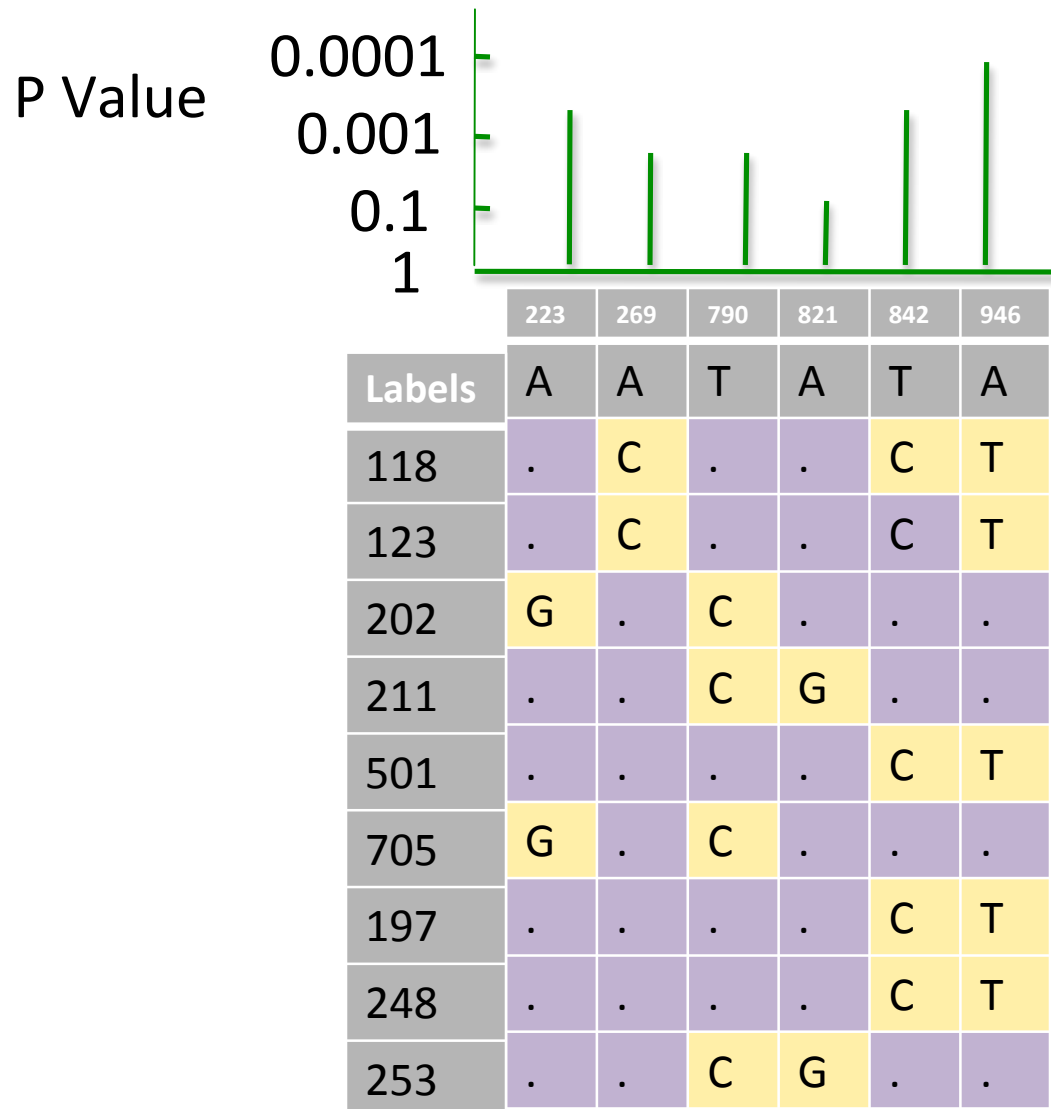 0.0001
P Value
0.001
0.1
1
223 269 790 821 842 946
Labels A A T A T A
118 . C . . C T
123 . C . . C T
202 G . C . . .
211 . . C G . .
501 . . . . C T
705 G . C . . .
197 . . . . C T
248 . . . . C T
253 . . C G . .